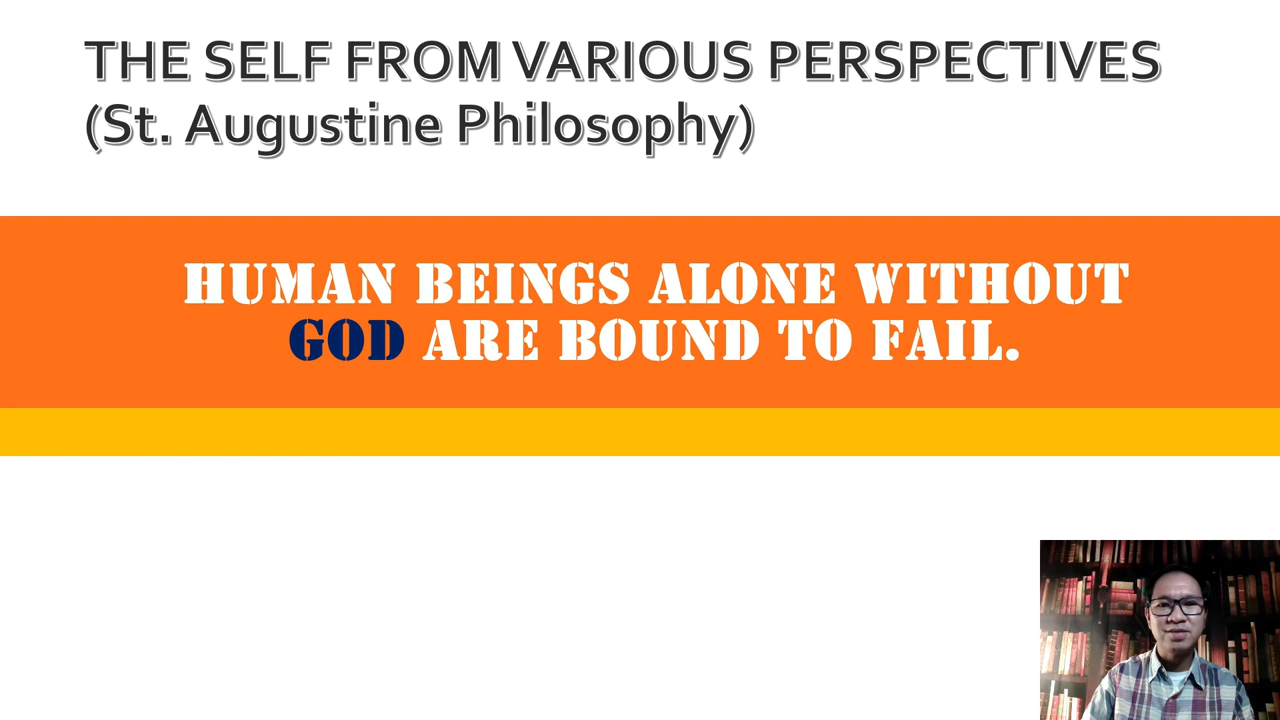 THE SELF FROM VARIOUS PERSPECTIVES
(St. Augustine Philosophy)
HUMAN BEINGS ALONE WITHOUT
GOD ARE BOUND TO FAIL.